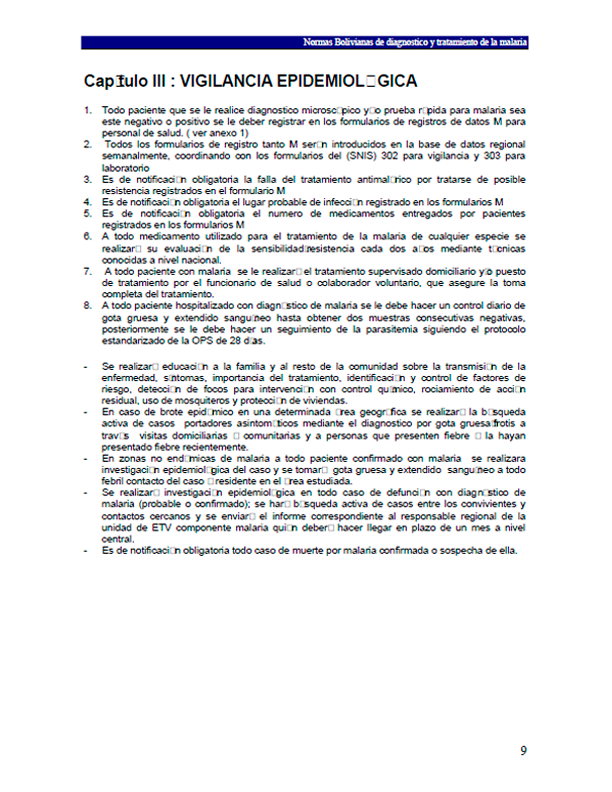 Normas Bolivianas de diagnostico y tratamiento de la malaria
Cap□tulo III : VIGILANCIA EPIDEMIOL□GICA
1. Todo paciente que se le realice diagnostico microsc□pico y□o prueba r□pida para malaria sea
este negativo o positivo se le deber registrar en los formularios de registros de datos M para
personal de salud. ( ver anexo 1)
2. Todos los formularios de registro tanto M ser□n introducidos en la base de datos regional
semanalmente, coordinando con los formularios del (SNIS) 302 para vigilancia y 303 para
laboratorio
3. Es de notificaci□n obligatoria la falla del tratamiento antimal□rico por tratarse de posible
resistencia registrados en el formulario M
4. Es de notificaci□n obligatoria el lugar probable de infecci□n registrado en los formularios M
5. Es de notificaci□n obligatoria el numero de medicamentos entregados por pacientes
registrados en los formularios M
6. A todo medicamento utilizado para el tratamiento de la malaria de cualquier especie se
realizar□ su evaluaci□n de la sensibilidad□resistencia cada dos a□os mediante t□cnicas
conocidas a nivel nacional.
7. A todo paciente con malaria se le realizar□ el tratamiento supervisado domiciliario y□o puesto
de tratamiento por el funcionario de salud o colaborador voluntario, que asegure la toma
completa del tratamiento.
8. A todo paciente hospitalizado con diagn□stico de malaria se le debe hacer un control diario de
gota gruesa y extendido sangu□neo hasta obtener dos muestras consecutivas negativas,
posteriormente se le debe hacer un seguimiento de la parasitemia siguiendo el protocolo
estandarizado de la OPS de 28 d□as.
- Se realizar□ educaci□n a la familia y al resto de la comunidad sobre la transmisi□n de la
enfermedad, s□ntomas, importancia del tratamiento, identificaci□n y control de factores de
riesgo, detecci□n de focos para intervenci□n con control qu□mico, rociamiento de acci□n
residual, uso de mosquiteros y protecci□n de viviendas.
- En caso de brote epid□mico en una determinada □rea geogr□fica se realizar□ la b□squeda
activa de casos portadores asintom□ticos mediante el diagnostico por gota gruesa□frotis a
trav□s visitas domiciliarias □ comunitarias y a personas que presenten fiebre □ la hayan
presentado fiebre recientemente.
- En zonas no end□micas de malaria a todo paciente confirmado con malaria se realizara
investigaci□n epidemiol□gica del caso y se tomar□ gota gruesa y extendido sangu□neo a todo
febril contacto del caso □ residente en el □rea estudiada.
- Se realizar□ investigaci□n epidemiol□gica en todo caso de defunci□n con diagn□stico de
malaria (probable o confirmado); se har□ b□squeda activa de casos entre los convivientes y
contactos cercanos y se enviar□ el informe correspondiente al responsable regional de la
unidad de ETV componente malaria qui□n deber□ hacer llegar en plazo de un mes a nivel
central.
- Es de notificaci□n obligatoria todo caso de muerte por malaria confirmada o sospecha de ella.
9